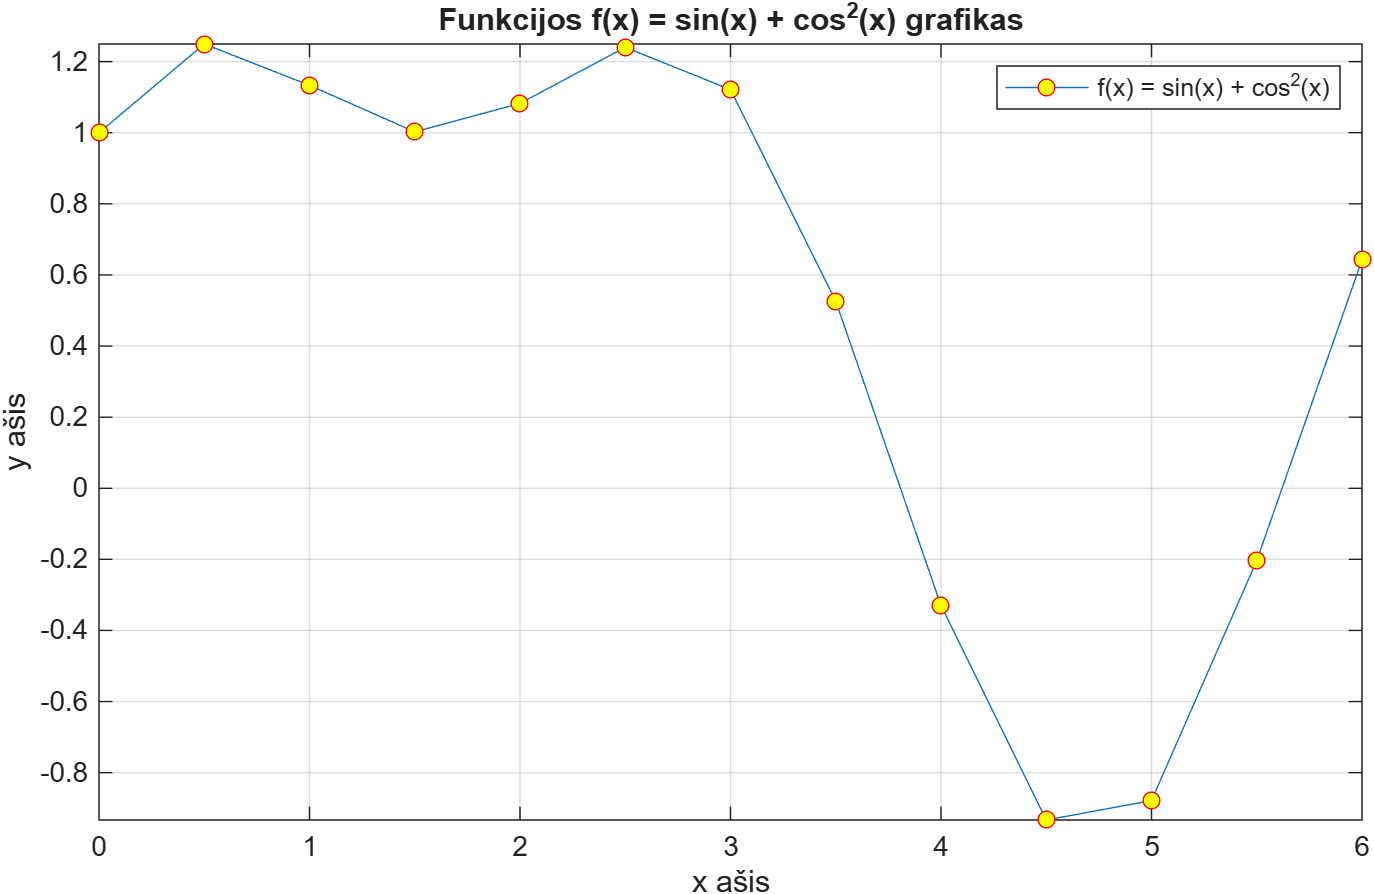 Funkcijos f(x) = sin(x) + cos²(x) grafikas
f(x) = sin(x) + cos²(x)
y ašis
1.2
1
0.8
0.6
0.4
0.2
0
-0.2
-0.4
-0.6
-0.8
0 1 2 3 4 5 6
x ašis